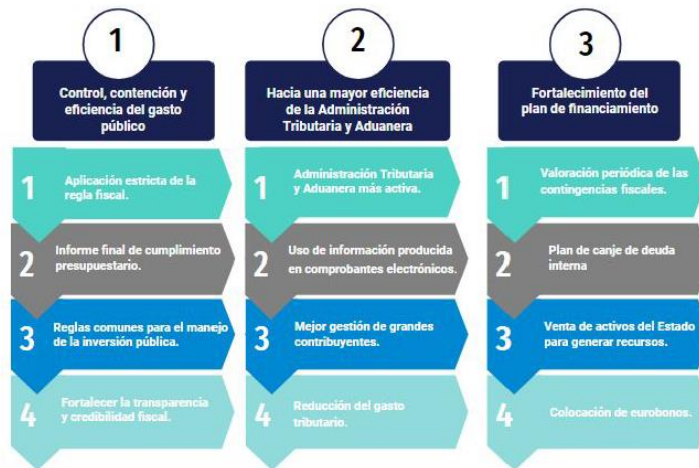 1
Control, contención y
eficiencia del gasto
público
1
Aplicación estricta de la
regla fiscal.
2
Informe final de cumplimiento
presupuestario.
3
Reglas comunes para el manejo
de la inversión pública.
4
Fortalecer la transparencia
y credibilidad fiscal.
2
Hacia una mayor eficiencia
de la Administración
Tributaria y Aduanera
1
Administración Tributaria
y Aduanera más activa.
2
Uso de información producida
en comprobantes electrónicos.
3
Mejor gestión de grandes
contribuyentes.
4
Reducción del gasto
tributario.
3
Fortalecimiento del
plan de financiamiento
1
Valoración periódica de las
contingencias fiscales.
2
Plan de canje de deuda
interna
3
Venta de activos del Estado
para generar recursos.
4
Colocación de eurobonos.